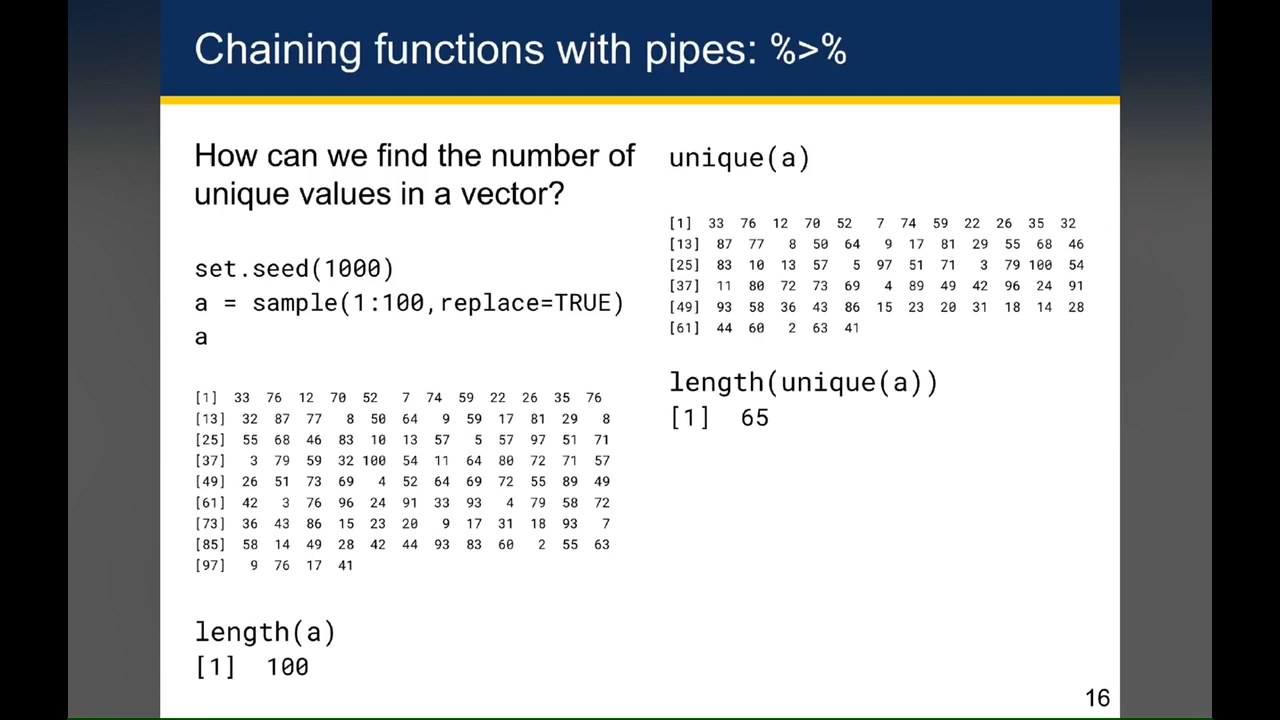 Chaining functions with pipes: %>%
How can we find the number of
unique values in a vector?
set.seed(1000)
a = sample(1:100,replace=TRUE)
a
[1] 33 76 12 70 52 7 74 59 22 26 35 76
[13] 32 87 77 8 50 64 9 59 17 81 29 8
[25] 55 68 46 83 10 13 57 5 57 97 51 71
[37] 3 79 59 32 100 54 11 64 80 72 71 57
[49] 26 51 73 69 4 52 64 69 72 55 89 49
[61] 42 3 76 96 24 91 33 93 4 79 58 72
[73] 36 43 86 15 23 20 9 17 31 18 93 7
[85] 58 14 49 28 42 44 93 83 60 2 55 63
[97] 9 76 17 41
length(a)
[1] 100
unique(a)
[1] 33 76 12 70 52 7 74 59 22 26 35 32
[13] 87 77 8 50 64 9 17 81 29 55 68 46
[25] 83 10 13 57 5 97 51 71 3 79 100 54
[37] 11 80 72 73 69 4 89 49 42 96 24 91
[49] 93 58 36 43 86 15 23 20 31 18 14 28
[61] 44 60 2 63 41
length(unique(a))
[1] 65
16